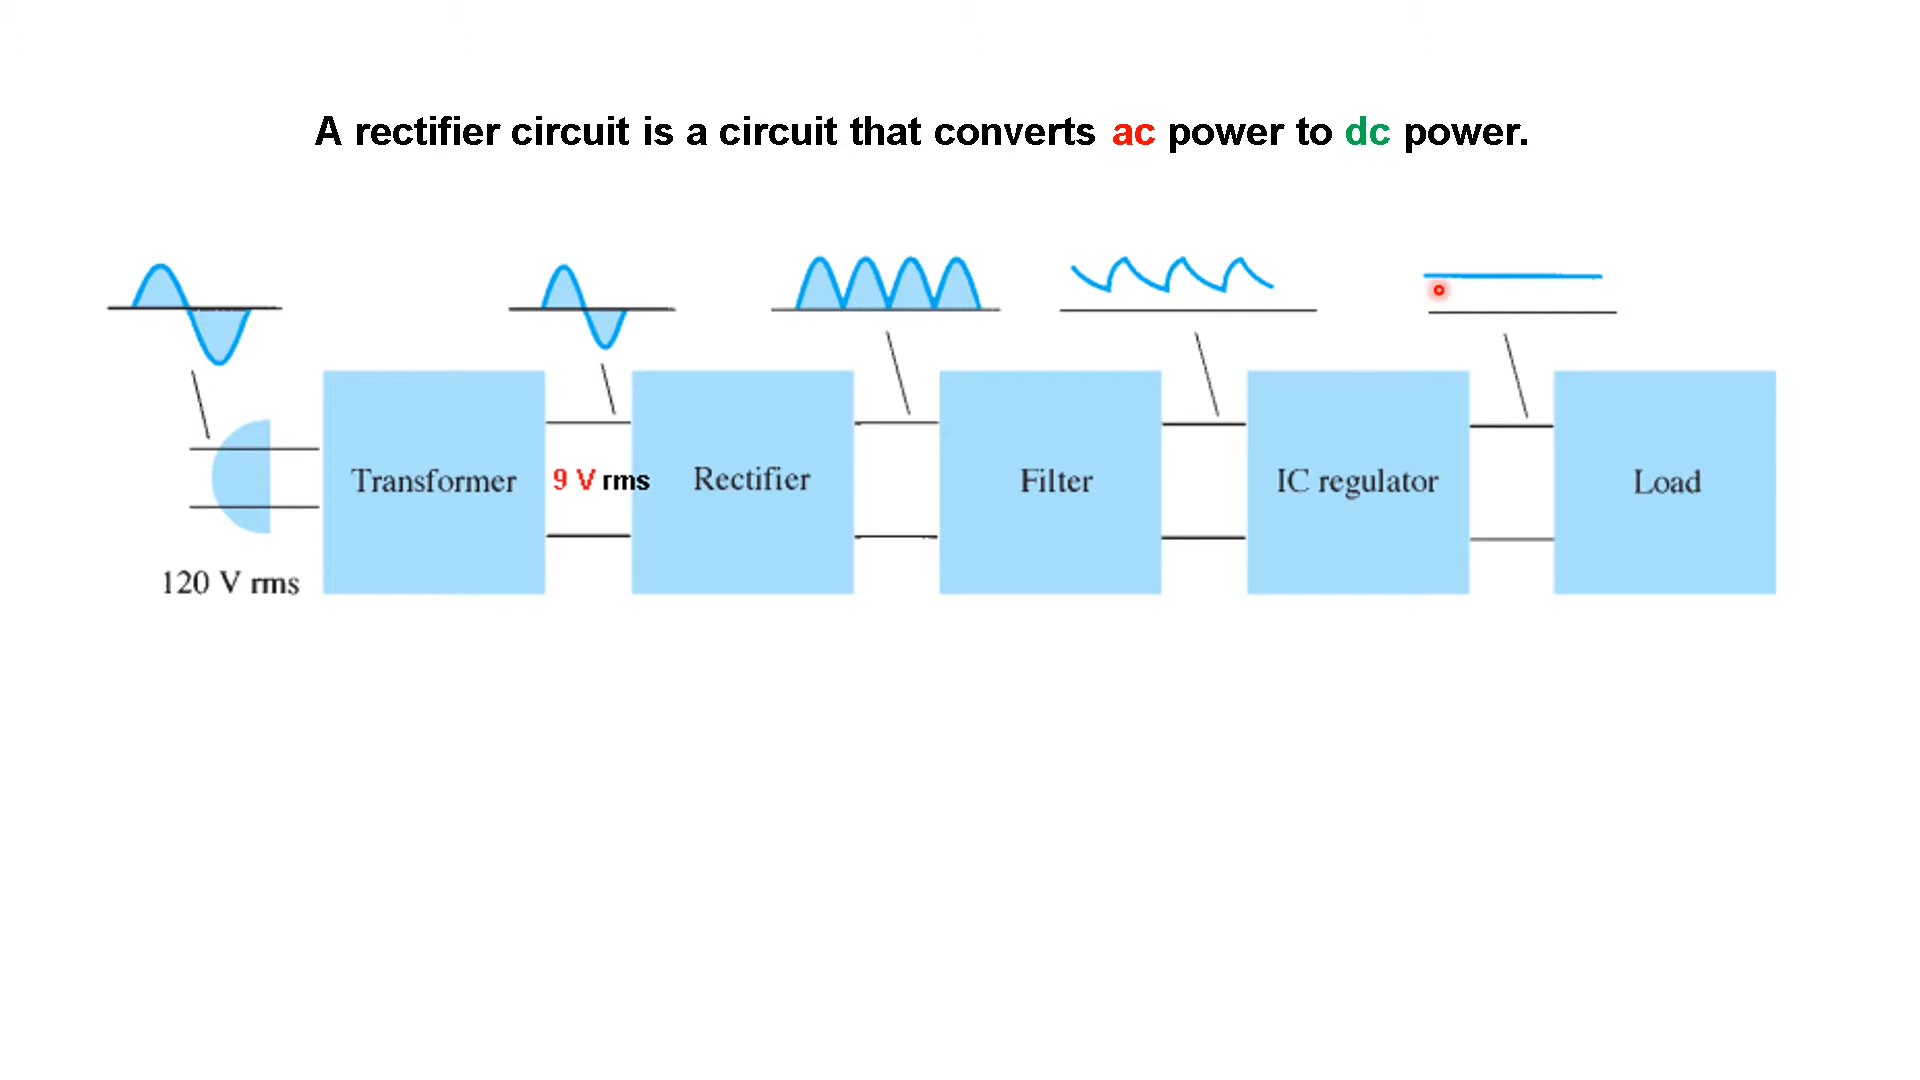 A rectifier circuit is a circuit that converts ac power to dc power.
Transformer
9 V rms
Rectifier
Filter
IC regulator
Load
120 V rms